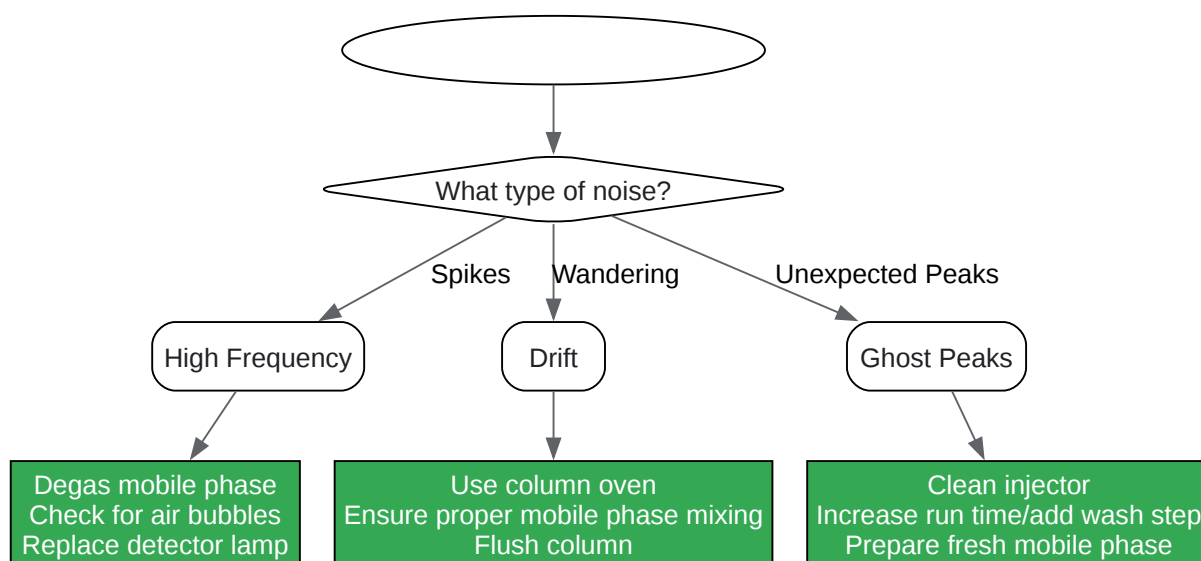 What type of noise?
Spikes
Wandering
Unexpected Peaks
High Frequency
Drift
Ghost Peaks
Degas mobile phase
Check for air bubbles
Replace detector lamp
Use column oven
Ensure proper mobile phase mixing
Flush column
Clean injector
Increase run time/add wash step
Prepare fresh mobile phase